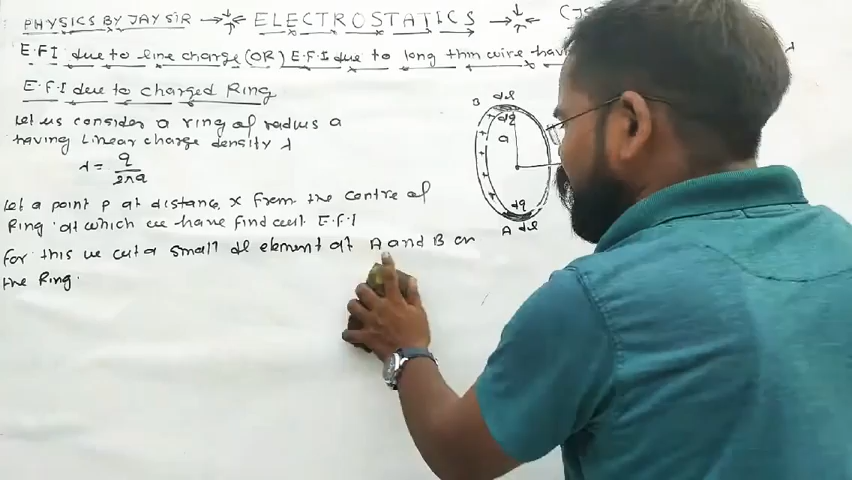 PHYSICS BY JAY SIR → ELECTROSTATICS
E.F.I due to line charge (OR) E.F.I due to long thin wire
E.F.I due to charged Ring
Let us consider a ring of radius a
having Linear charge density λ
λ = q/2πa
Let a point P at distance x from the centre of
Ring at which we have find out E.F.I
For this we cut a small dl element at A and B on
the Ring.
B dl
dq
a
dq
A dl